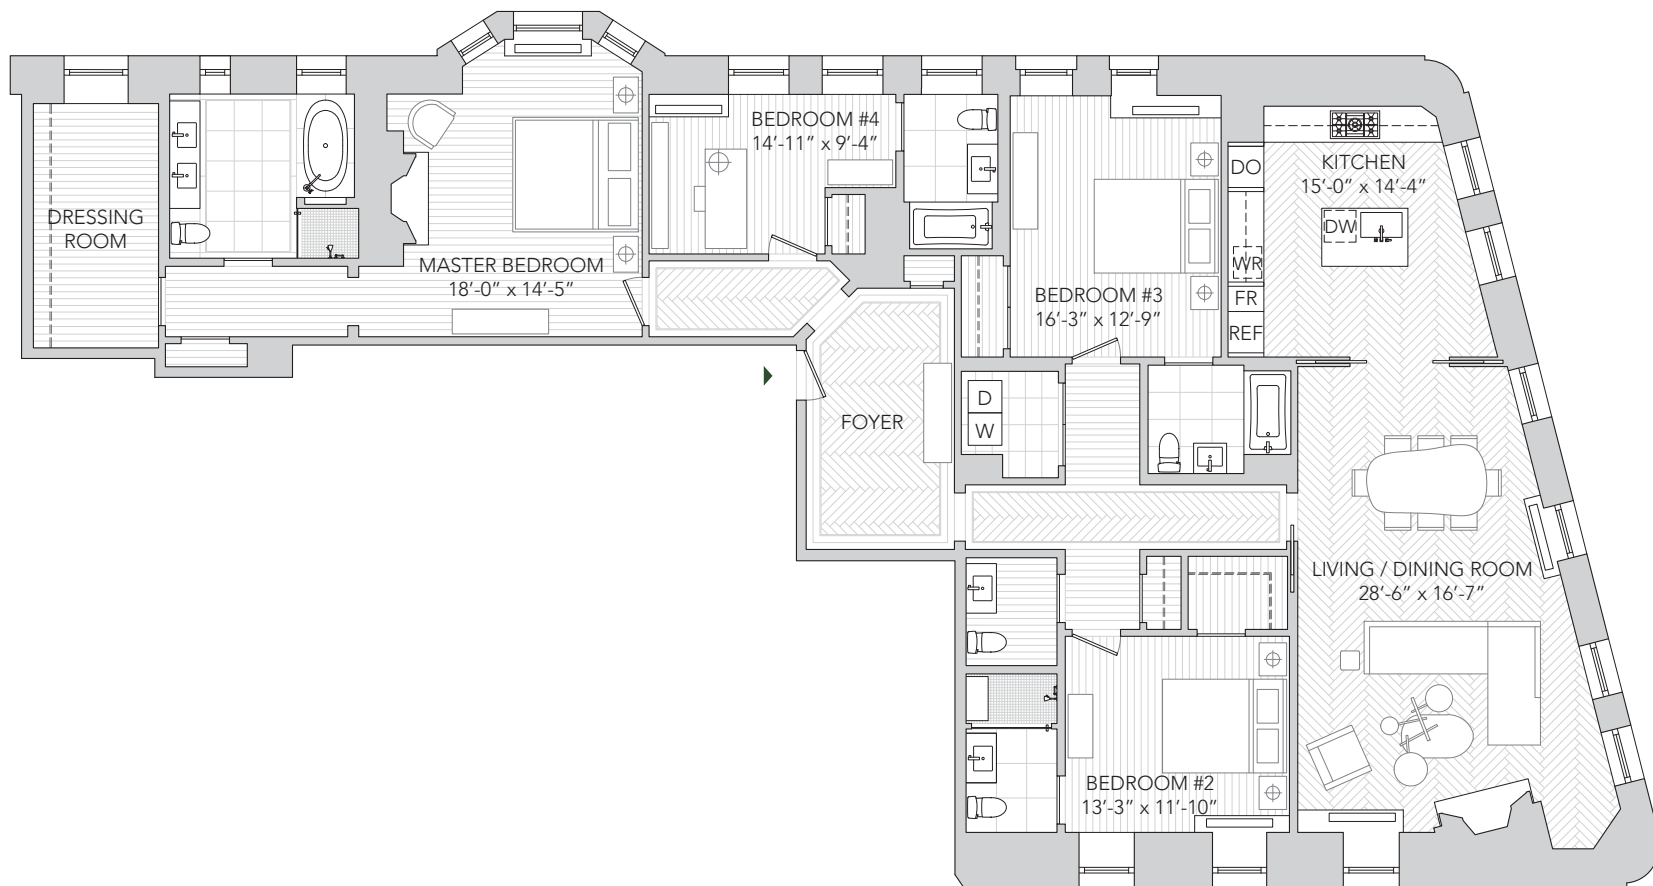 BEDROOM #4
14'-11" x 9'-4"
KITCHEN
15'-0" x 14'-4"
DO
DW
WR
FR
REF
DRESSING
ROOM
MASTER BEDROOM
18'-0" x 14'-5"
BEDROOM #3
16'-3" x 12'-9"
D
W
FOYER
LIVING / DINING ROOM
28'-6" x 16'-7"
BEDROOM #2
13'-3" x 11'-10"